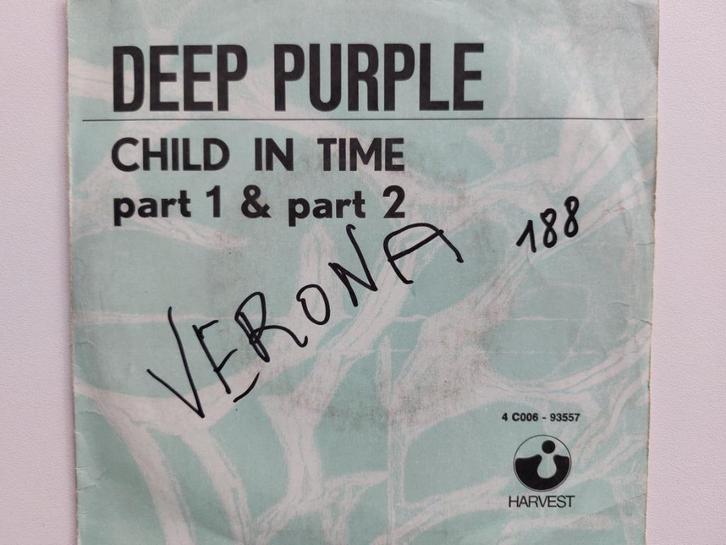 DEEP PURPLE
CHILD IN TIME
part 1 & part 2
188
VERONA
4 C006 - 93557
HARVEST